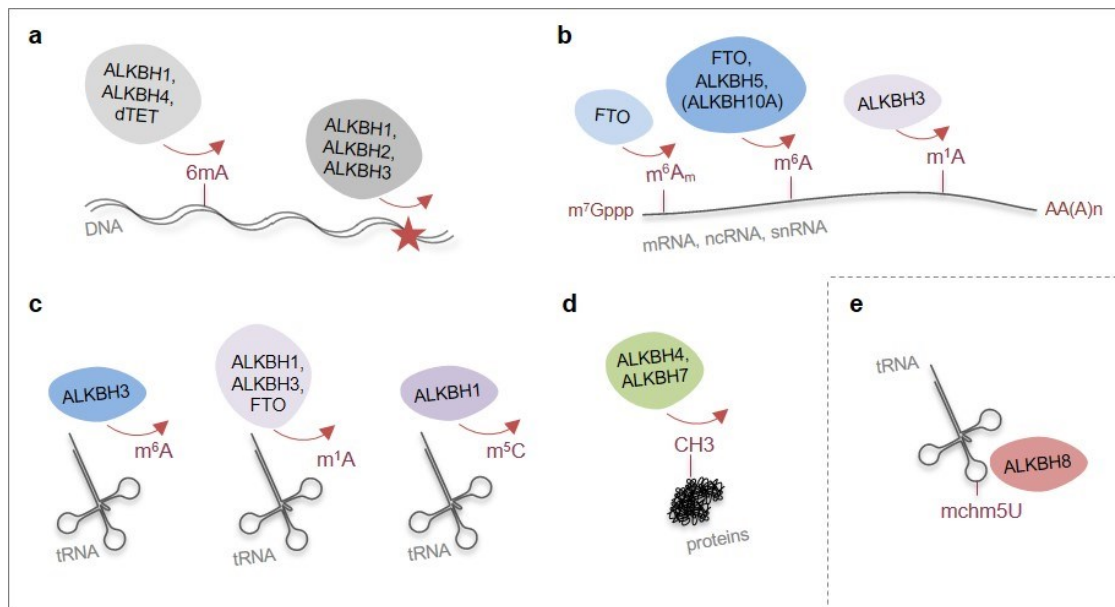 a
ALKBH1,
ALKBH4,
dTET
6mA
ALKBH1,
ALKBH2,
ALKBH3
DNA
b
FTO
FTO,
ALKBH5,
(ALKBH10A)
ALKBH3
m⁶Aₘ
m⁶A
m¹A
m⁷Gppp
AA(A)n
mRNA, ncRNA, snRNA
c
ALKBH3
m⁶A
tRNA
ALKBH1,
ALKBH3,
FTO
m¹A
tRNA
ALKBH1
m⁵C
tRNA
d
ALKBH4,
ALKBH7
CH3
proteins
e
tRNA
ALKBH8
mchm5U